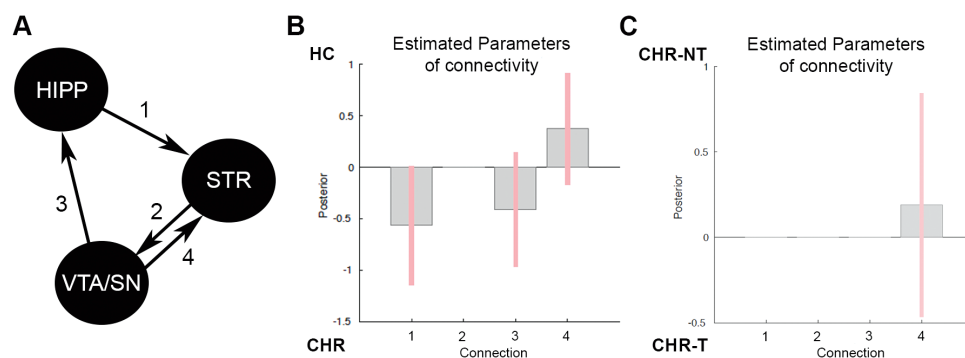 A
HIPP
1
STR
3
2
4
VTA/SN
B
HC
Estimated Parameters
of connectivity
1
0.5
0
-0.5
-1
-1.5
Posterior
1 2 3 4
Connection
CHR
C
CHR-NT
Estimated Parameters
of connectivity
1
0.5
0
-0.5
Posterior
1 2 3 4
Connection
CHR-T